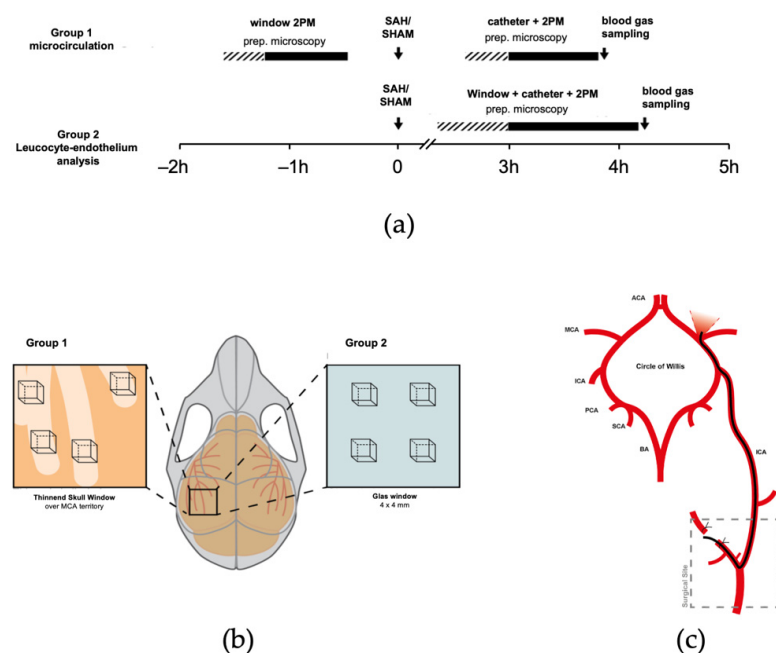 Group 1
microcirculation
window 2PM
prep. microscopy
SAH/
SHAM
catheter + 2PM
prep. microscopy
blood gas
sampling
Group 2
Leucocyte-endothelium
analysis
SAH/
SHAM
Window + catheter + 2PM
prep. microscopy
blood gas
sampling
–2h –1h 0 3h 4h 5h
(a)
Group 1
Thinnend Skull Window
over MCA territory
Group 2
Glas window
4 x 4 mm
(b)
ACA
MCA
Circle of Willis
ICA
PCA
SCA
BA
ICA
Surgical Site
(c)